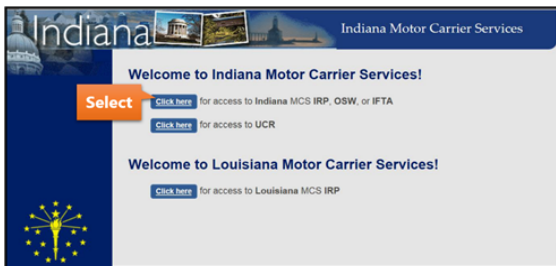 Indiana
Indiana Motor Carrier Services
Welcome to Indiana Motor Carrier Services!
Select
Click here for access to Indiana MCS IRP, OSW, or IFTA
Click here for access to UCR
Welcome to Louisiana Motor Carrier Services!
Click here for access to Louisiana MCS IRP